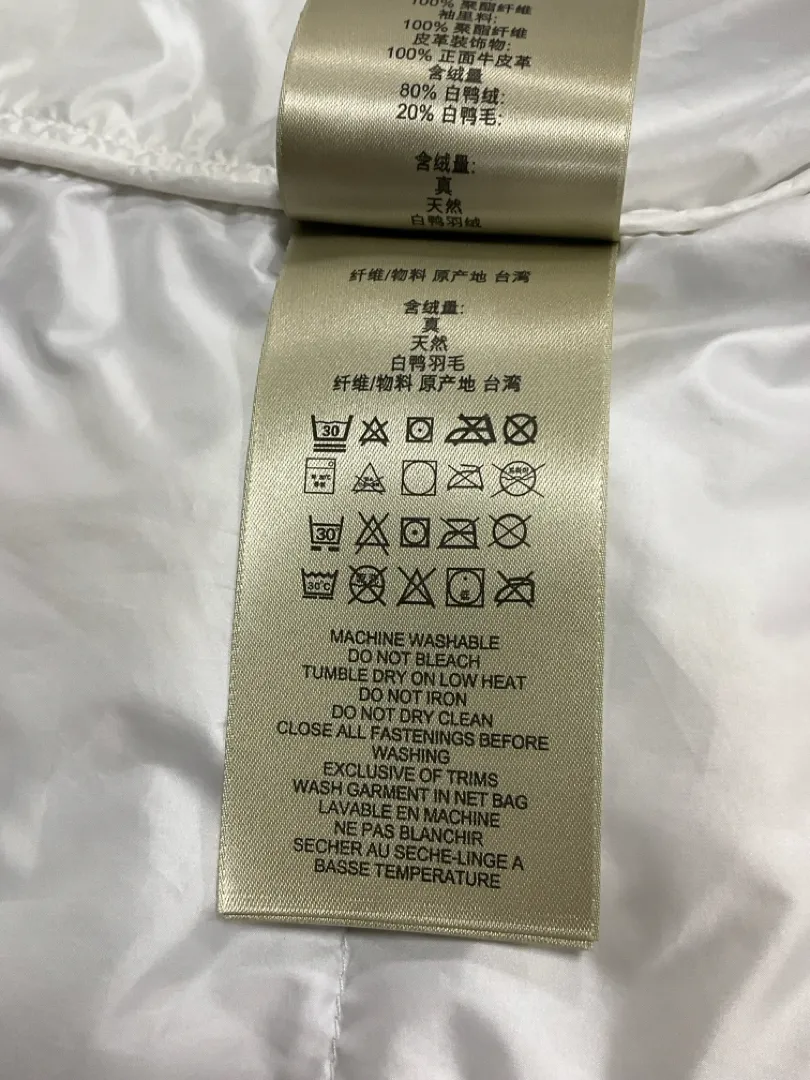 100% 聚酯纤维
袖里料:
100% 聚酯纤维
皮革装饰物:
100% 正面牛皮革
含绒量
80% 白鸭绒:
20% 白鸭毛:
含绒量:
真
天然
白鸭羽绒
纤维/物料 原产地 台湾
含绒量:
真
天然
白鸭羽毛
纤维/物料 原产地 台湾
30
30
30°C
低
MACHINE WASHABLE
DO NOT BLEACH
TUMBLE DRY ON LOW HEAT
DO NOT IRON
DO NOT DRY CLEAN
CLOSE ALL FASTENINGS BEFORE
WASHING
EXCLUSIVE OF TRIMS
WASH GARMENT IN NET BAG
LAVABLE EN MACHINE
NE PAS BLANCHIR
SECHER AU SECHE-LINGE A
BASSE TEMPERATURE